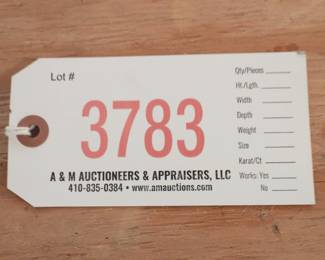 Lot #
3783
A & M AUCTIONEERS & APPRAISERS, LLC
410-835-0384 • www.amauctions.com
Qty/Pieces
Ht./Lgth.
Width
Depth
Weight
Size
Karat/Ct
Works: Yes
No